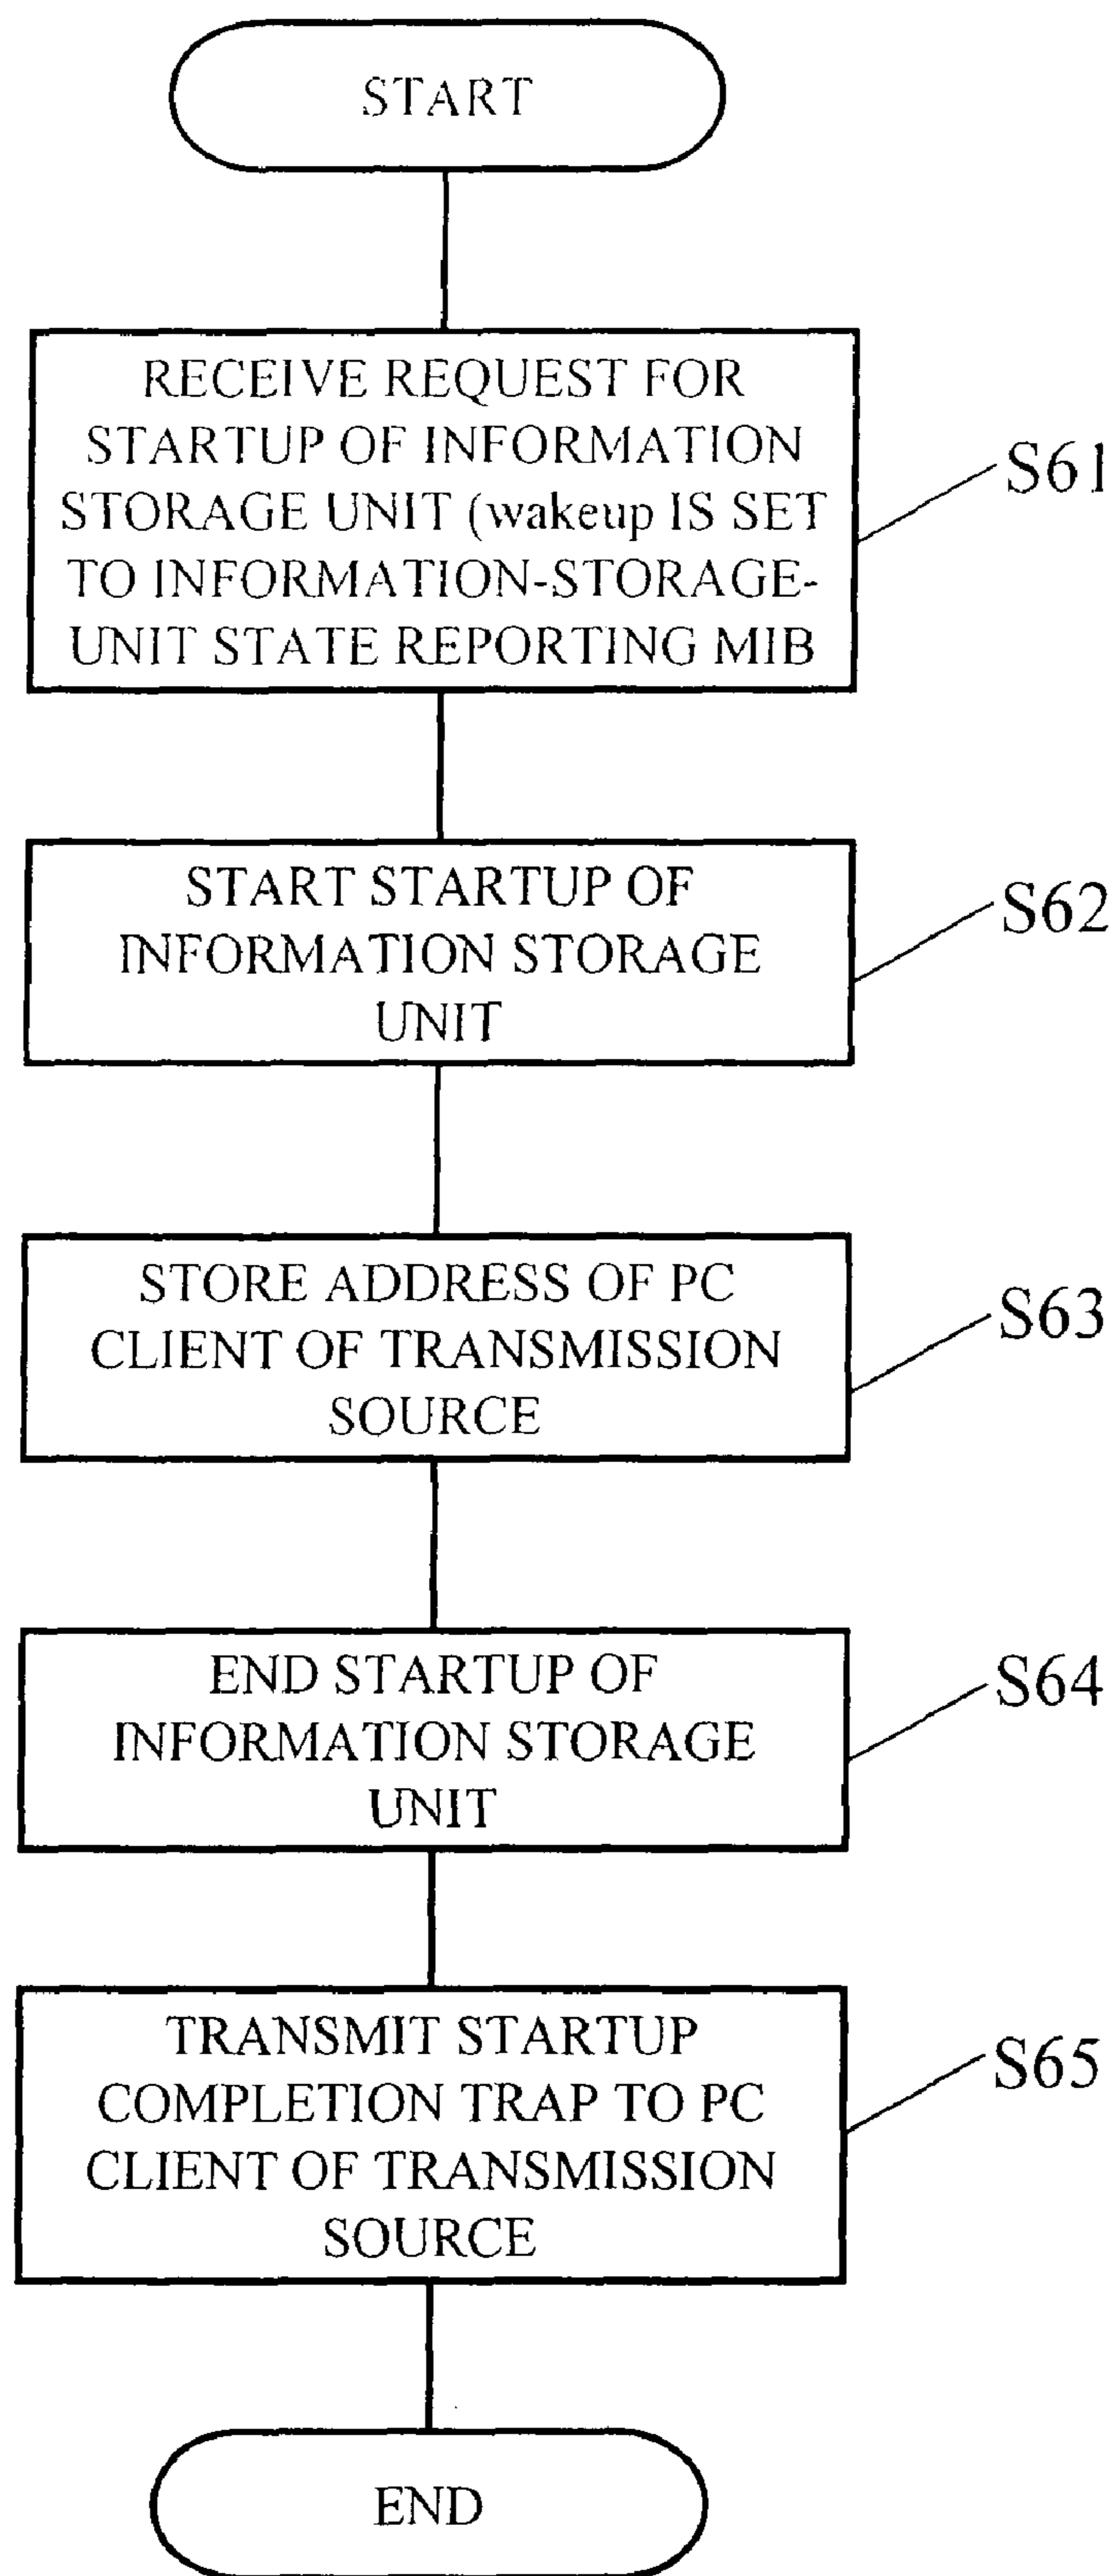 START
RECEIVE REQUEST FOR
STARTUP OF INFORMATION
STORAGE UNIT (wakeup IS SET
TO INFORMATION-STORAGE-
UNIT STATE REPORTING MIB
S61
START STARTUP OF
INFORMATION STORAGE
UNIT
S62
STORE ADDRESS OF PC
CLIENT OF TRANSMISSION
SOURCE
S63
END STARTUP OF
INFORMATION STORAGE
UNIT
S64
TRANSMIT STARTUP
COMPLETION TRAP TO PC
CLIENT OF TRANSMISSION
SOURCE
S65
END